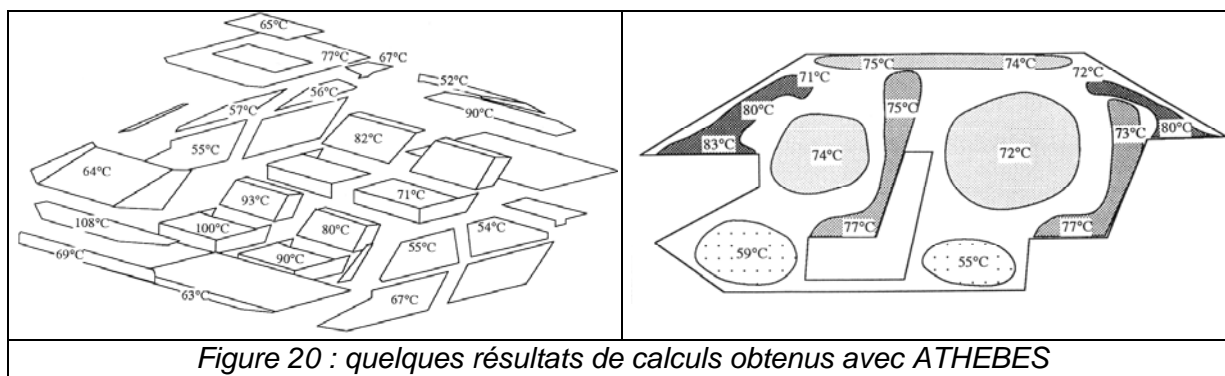 65°C
77°C
67°C
52°C
56°C
90°C
57°C
82°C
55°C
64°C
71°C
93°C
108°C
100°C
80°C
54°C
55°C
69°C
90°C
63°C
67°C
75°C
74°C
71°C
72°C
80°C
75°C
73°C
80°C
83°C
74°C
72°C
77°C
77°C
59°C
55°C
Figure 20 : quelques résultats de calculs obtenus avec ATHEBES